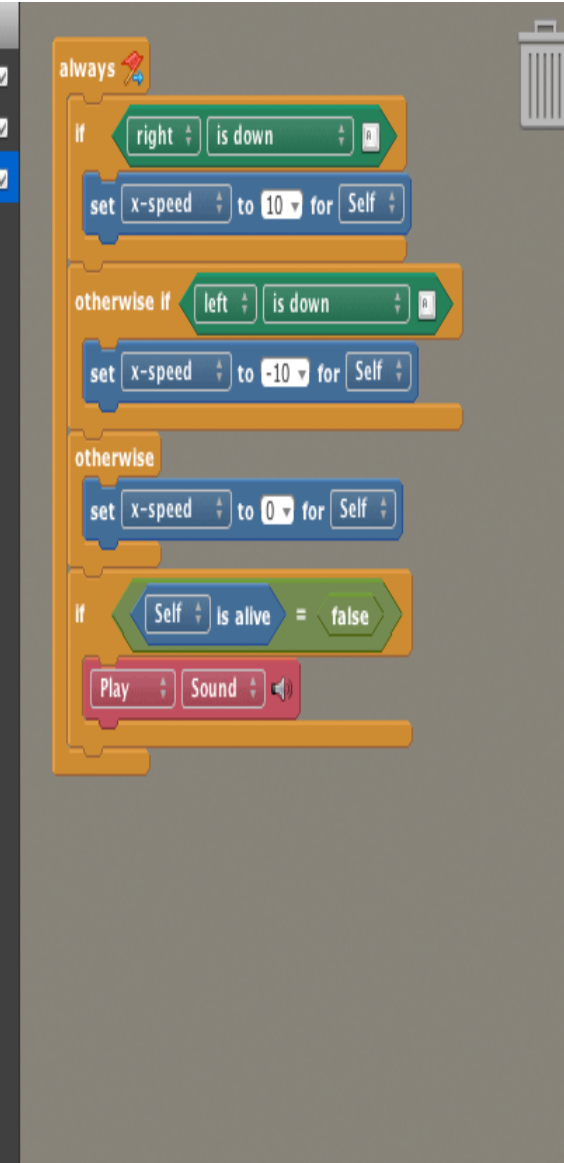 always
if right is down
set x-speed to 10 for Self
otherwise if left is down
set x-speed to -10 for Self
otherwise
set x-speed to 0 for Self
if Self is alive = false
Play Sound